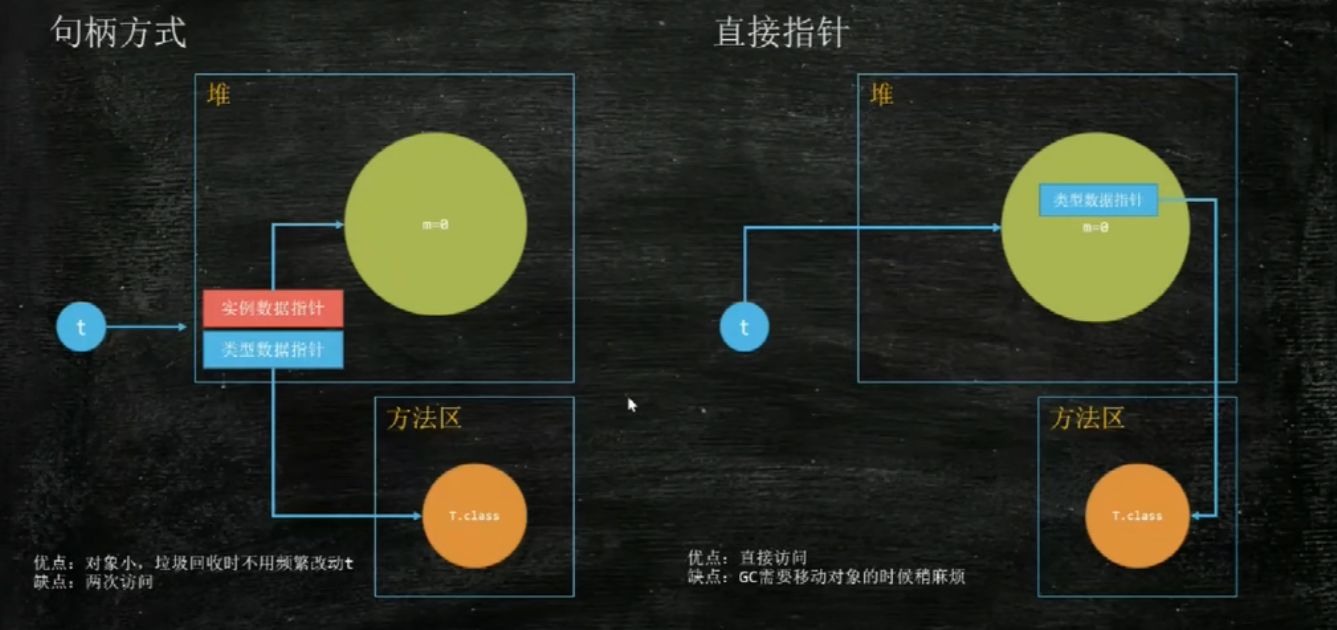 句柄方式
堆
m=0
实例数据指针
类型数据指针
t
方法区
T.class
优点：对象小，垃圾回收时不用频繁改动t
缺点：两次访问
直接指针
堆
类型数据指针
m=0
t
方法区
T.class
优点：直接访问
缺点：GC需要移动对象的时候稍麻烦